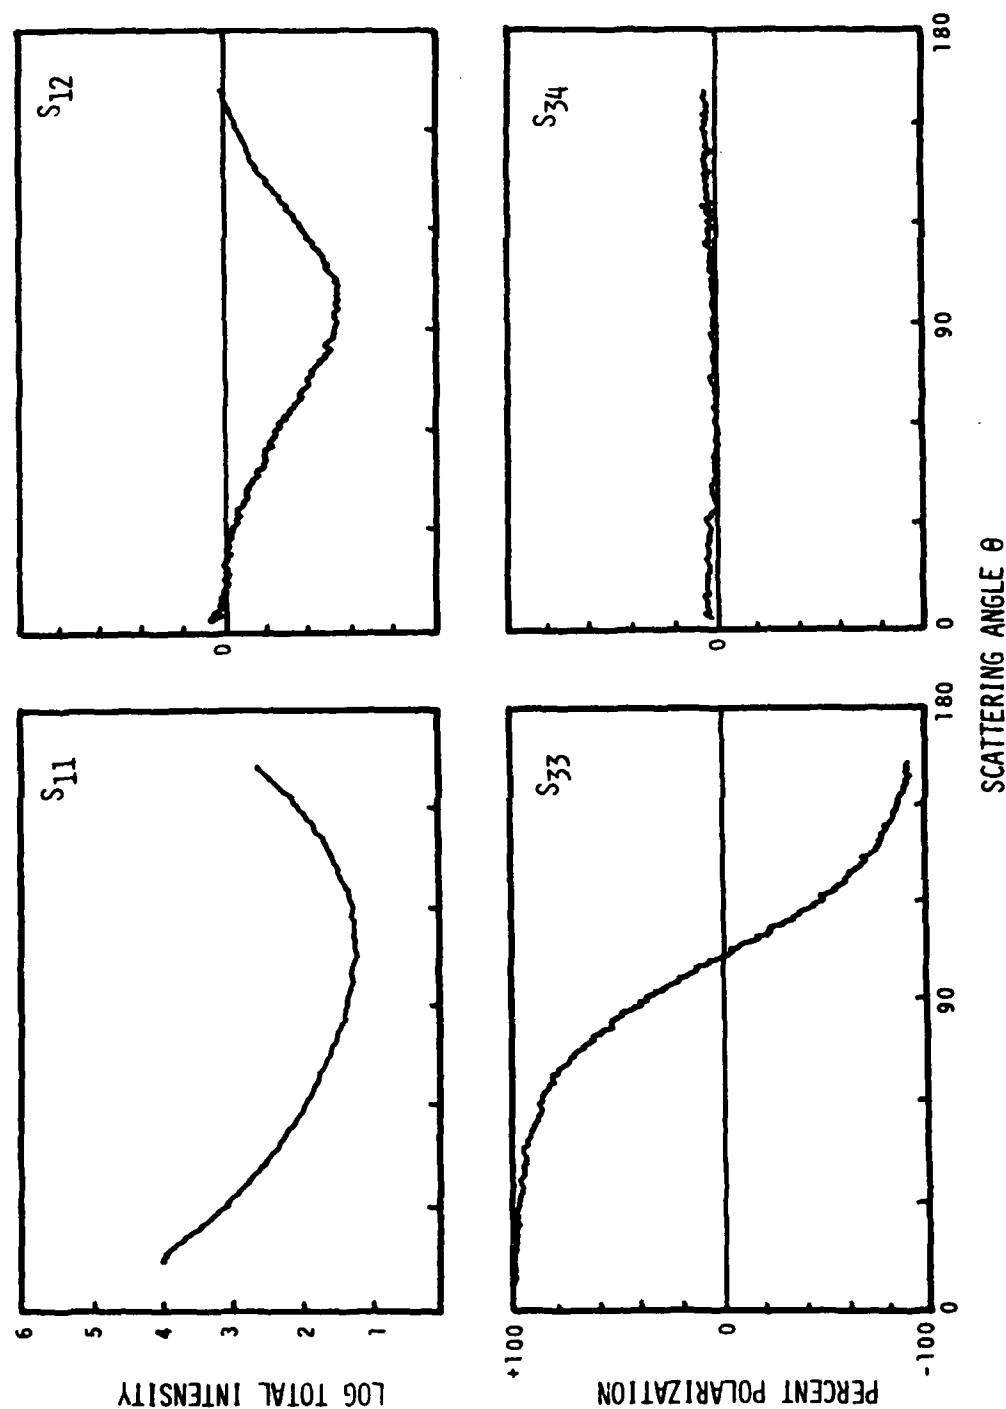 LOG TOTAL INTENSITY
6
5
4
3
2
1
S11
0
S12
PERCENT POLARIZATION
+100
0
-100
S33
0
90
180
0
S34
0
90
180
SCATTERING ANGLE θ